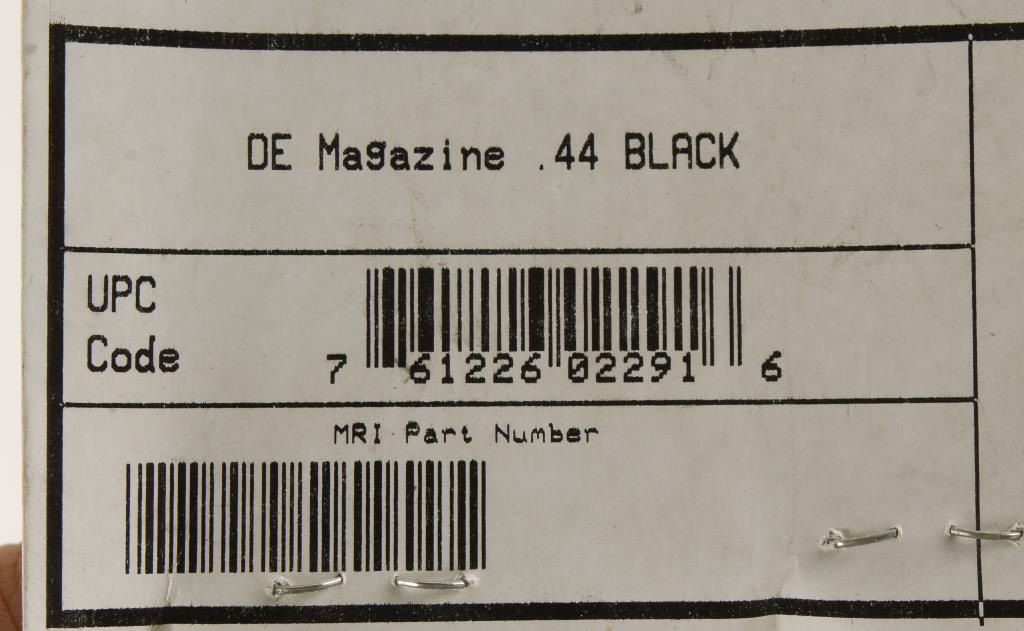 DE Magazine .44 BLACK
UPC
Code
7 61226 02291 6
MRI Part Number